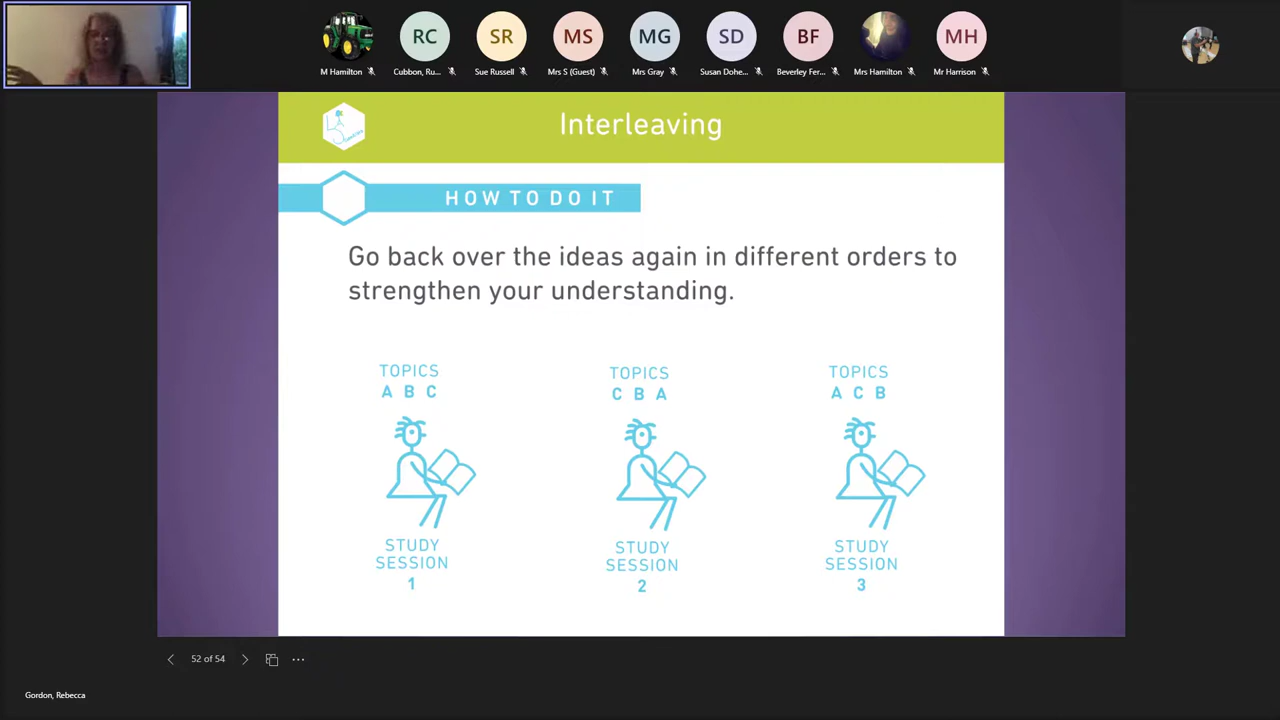 RC
SR
MS
MG
SD
BF
MH
M Hamilton
Cubbon, Ru...
Sue Russell
Mrs S (Guest)
Mrs Gray
Susan Dohe...
Beverley Fer...
Mrs Hamilton
Mr Harrison
Interleaving
HOW TO DO IT
Go back over the ideas again in different orders to
strengthen your understanding.
TOPICS
A B C
STUDY
SESSION
1
TOPICS
C B A
STUDY
SESSION
2
TOPICS
A C B
STUDY
SESSION
3
52 of 54
Gordon, Rebecca